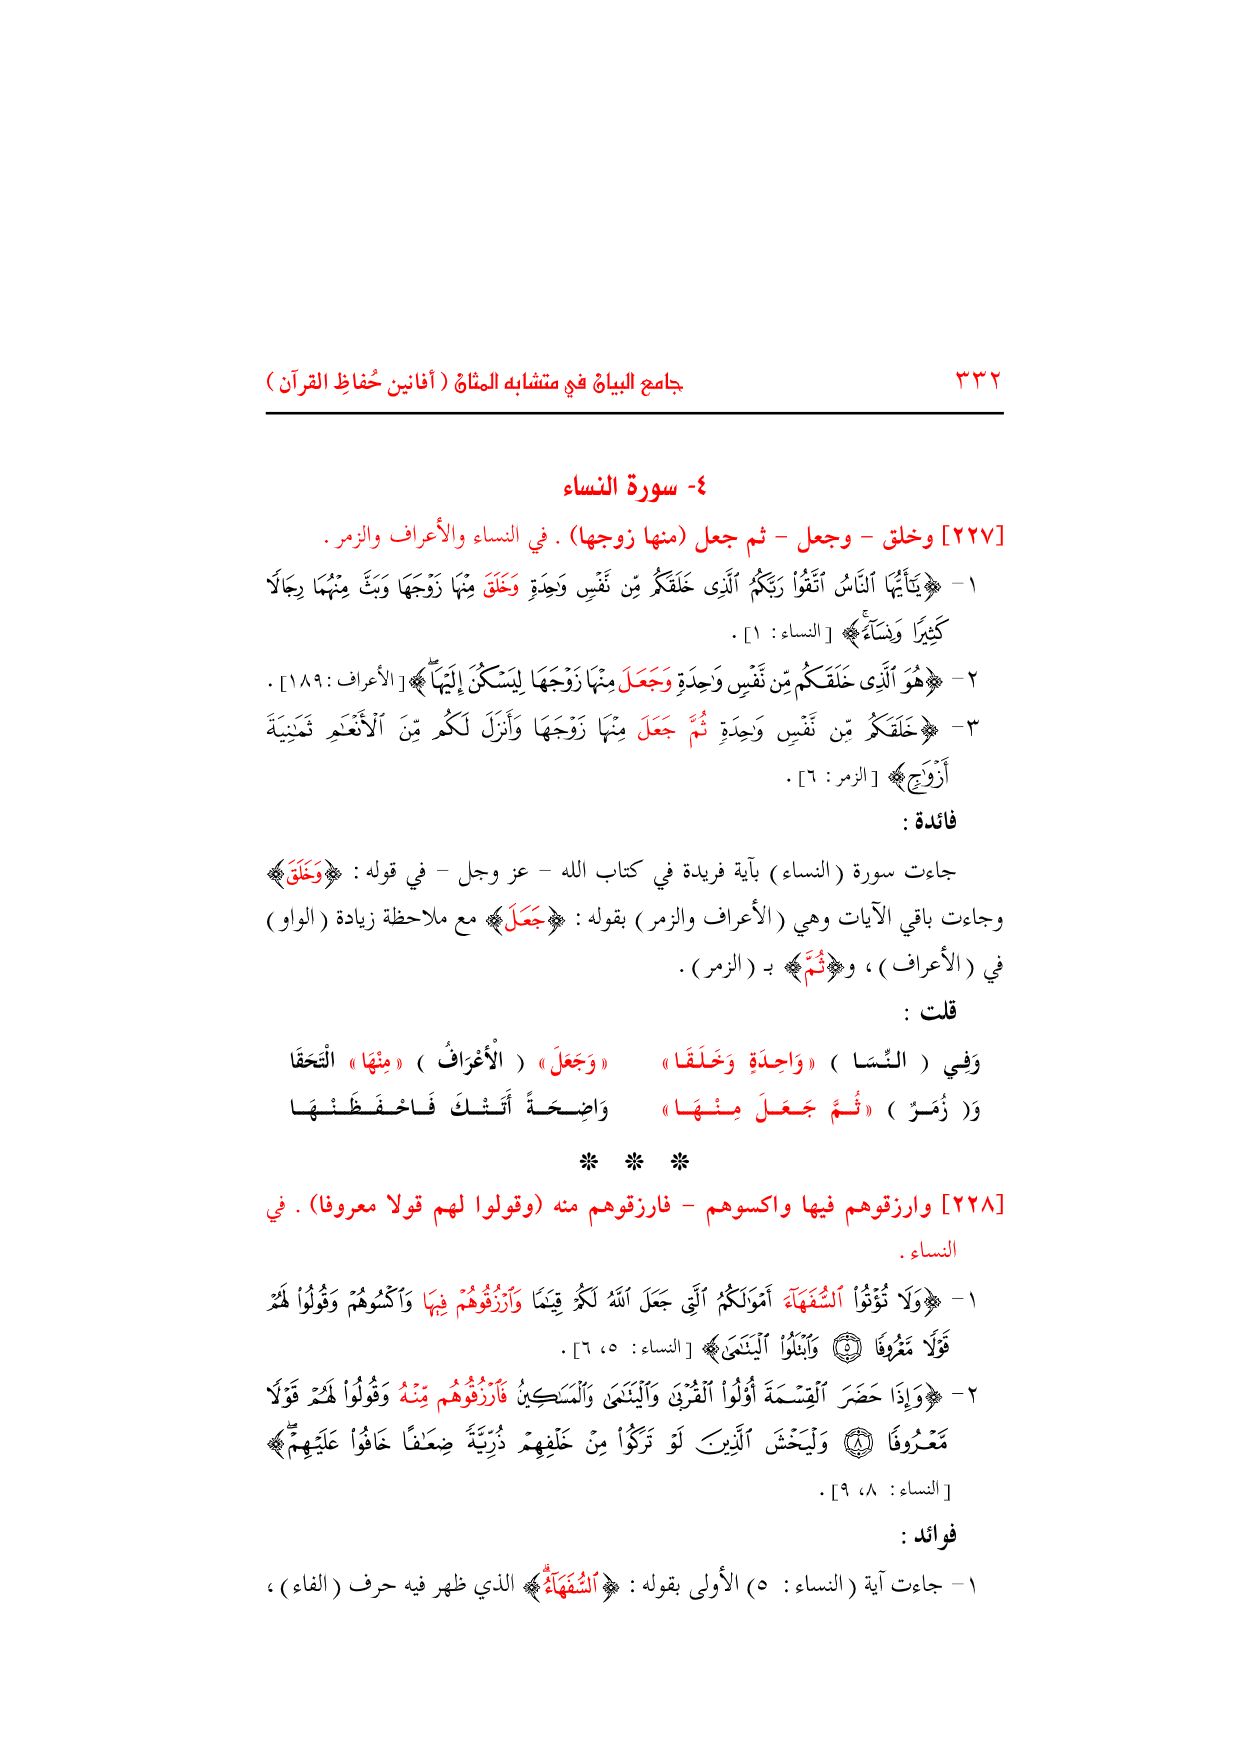 ٣٣٢ جامع البيان في متشابه المثان ( أفانين حُفاظِ القرآن )
٤- سورة النساء
[٢٢٧] وخلق – وجعل – ثم جعل (منها زوجها) . في النساء والأعراف والزمر .
١- ﴿يَٰٓأَيُّهَا ٱلنَّاسُ ٱتَّقُوا۟ رَبَّكُمُ ٱلَّذِى خَلَقَكُم مِّن نَّفْسٍ وَٰحِدَةٍ وَخَلَقَ مِنْهَا زَوْجَهَا وَبَثَّ مِنْهُمَا رِجَالًا
كَثِيرًا وَنِسَآءً ۚ﴾ [النساء: ١] .
٢- ﴿هُوَ ٱلَّذِى خَلَقَكُم مِّن نَّفْسٍ وَٰحِدَةٍ وَجَعَلَ مِنْهَا زَوْجَهَا لِيَسْكُنَ إِلَيْهَا ۖ﴾ [الأعراف: ١٨٩] .
٣- ﴿خَلَقَكُم مِّن نَّفْسٍ وَٰحِدَةٍ ثُمَّ جَعَلَ مِنْهَا زَوْجَهَا وَأَنزَلَ لَكُم مِّنَ ٱلْأَنْعَٰمِ ثَمَٰنِيَةَ
أَزْوَٰجٍ﴾ [الزمر: ٦] .
فائدة :
جاءت سورة (النساء) بآية فريدة في كتاب الله – عز وجل – في قوله : ﴿وَخَلَقَ﴾
وجاءت باقي الآيات وهي (الأعراف والزمر) بقوله : ﴿جَعَلَ﴾ مع ملاحظة زيادة (الواو)
في (الأعراف) ، و﴿ثُمَّ﴾ بـ (الزمر) .
قلت :
وَفِي ( النِّسَا ) «وَاحِدَةٍ وَخَلَقَا» «وَجَعَلَ» ( الْأَعْرَافُ ) «مِنْهَا» الْتَحَقَا
وَ( زُمَرٌ ) «ثُمَّ جَعَلَ مِنْهَا» وَاضِحَةً أَتَتْكَ فَاحْفَظَنْهَا
❋ ❋ ❋
[٢٢٨] وارزقوهم فيها واكسوهم – فارزقوهم منه (وقولوا لهم قولا معروفا) . في
النساء .
١- ﴿وَلَا تُؤْتُوا۟ ٱلسُّفَهَآءَ أَمْوَٰلَكُمُ ٱلَّتِى جَعَلَ ٱللَّهُ لَكُمْ قِيَٰمًا وَٱرْزُقُوهُمْ فِيهَا وَٱكْسُوهُمْ وَقُولُوا۟ لَهُمْ
قَوْلًا مَّعْرُوفًا ۝٥ وَٱبْتَلُوا۟ ٱلْيَتَٰمَىٰ﴾ [النساء: ٥، ٦] .
٢- ﴿وَإِذَا حَضَرَ ٱلْقِسْمَةَ أُو۟لُوا۟ ٱلْقُرْبَىٰ وَٱلْيَتَٰمَىٰ وَٱلْمَسَٰكِينُ فَٱرْزُقُوهُم مِّنْهُ وَقُولُوا۟ لَهُمْ قَوْلًا
مَّعْرُوفًا ۝٨ وَلْيَخْشَ ٱلَّذِينَ لَوْ تَرَكُوا۟ مِنْ خَلْفِهِمْ ذُرِّيَّةً ضِعَٰفًا خَافُوا۟ عَلَيْهِمْ ۖ﴾
[النساء: ٨، ٩] .
فوائد :
١- جاءت آية (النساء: ٥) الأولى بقوله : ﴿ٱلسُّفَهَآءُ ۗ﴾ الذي ظهر فيه حرف (الفاء) ،